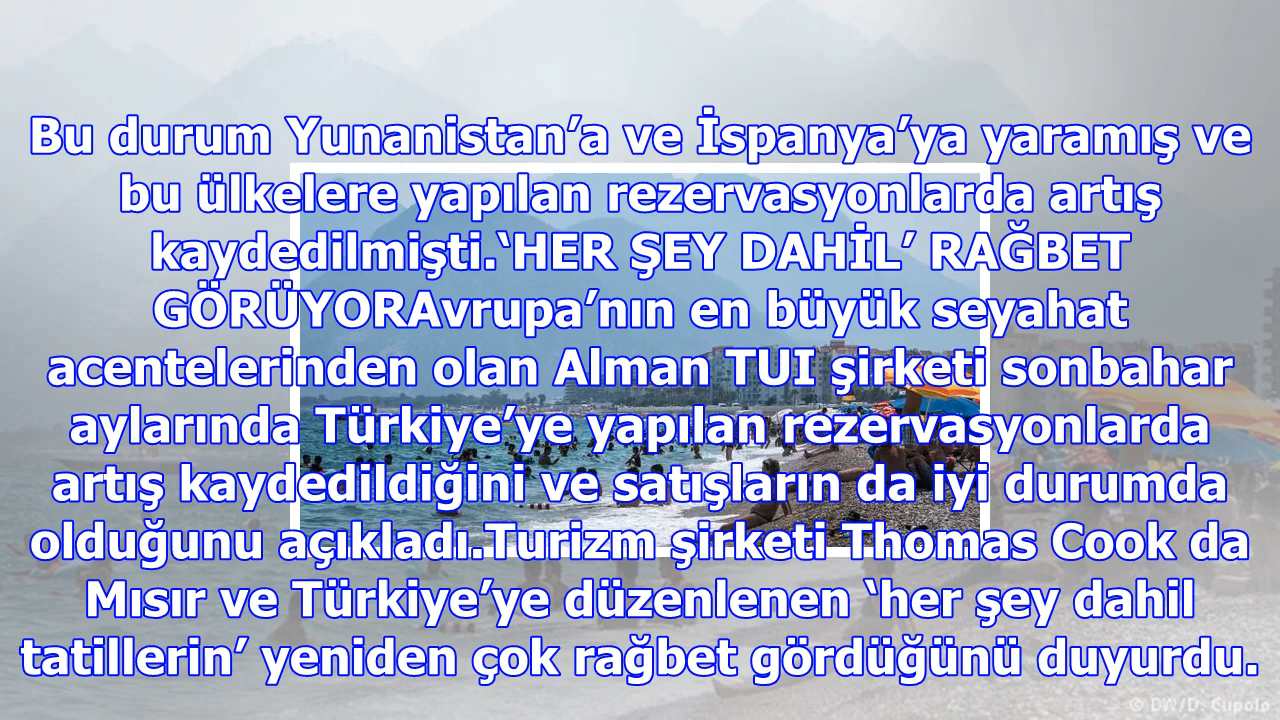 Bu durum Yunanistan’a ve İspanya’ya yaramış ve
bu ülkelere yapılan rezervasyonlarda artış
kaydedilmişti.‘HER ŞEY DAHİL’ RAĞBET
GÖRÜYORAvrupa’nın en büyük seyahat
acentelerinden olan Alman TUI şirketi sonbahar
aylarında Türkiye’ye yapılan rezervasyonlarda
artış kaydedildiğini ve satışların da iyi durumda
olduğunu açıkladı.Turizm şirketi Thomas Cook da
Mısır ve Türkiye’ye düzenlenen ‘her şey dahil
tatillerin’ yeniden çok rağbet gördüğünü duyurdu.
© DW/D. Cupolo